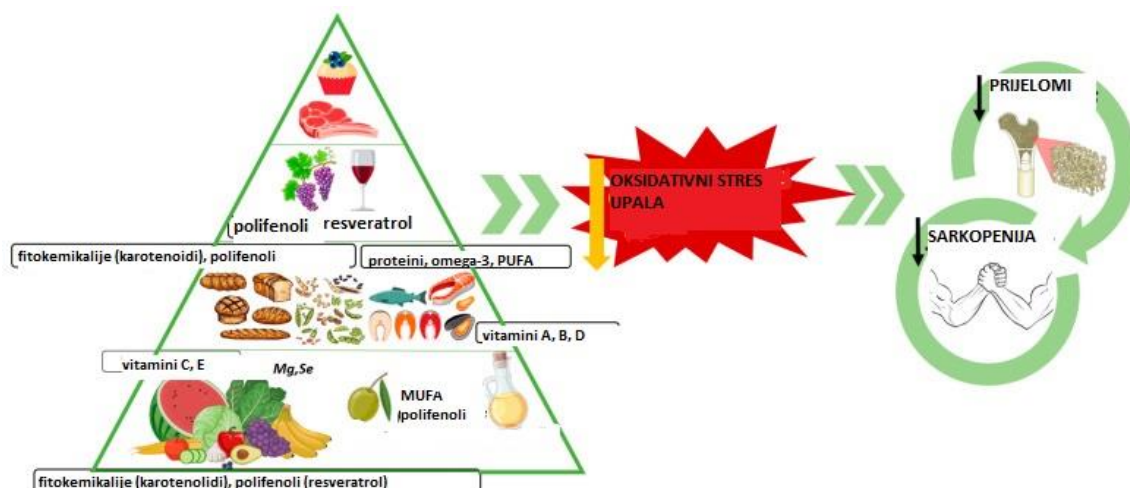 polifenoli
resveratrol
fitokemikalije (karotenoidi), polifenoli
proteini, omega-3, PUFA
vitamini A, B, D
vitamini C, E
Mg,Se
MUFA
polifenoli
fitokemikalije (karotenolidi), polifenoli (resveratrol)
OKSIDATIVNI STRES
UPALA
PRIJELOMI
SARKOPENIJA